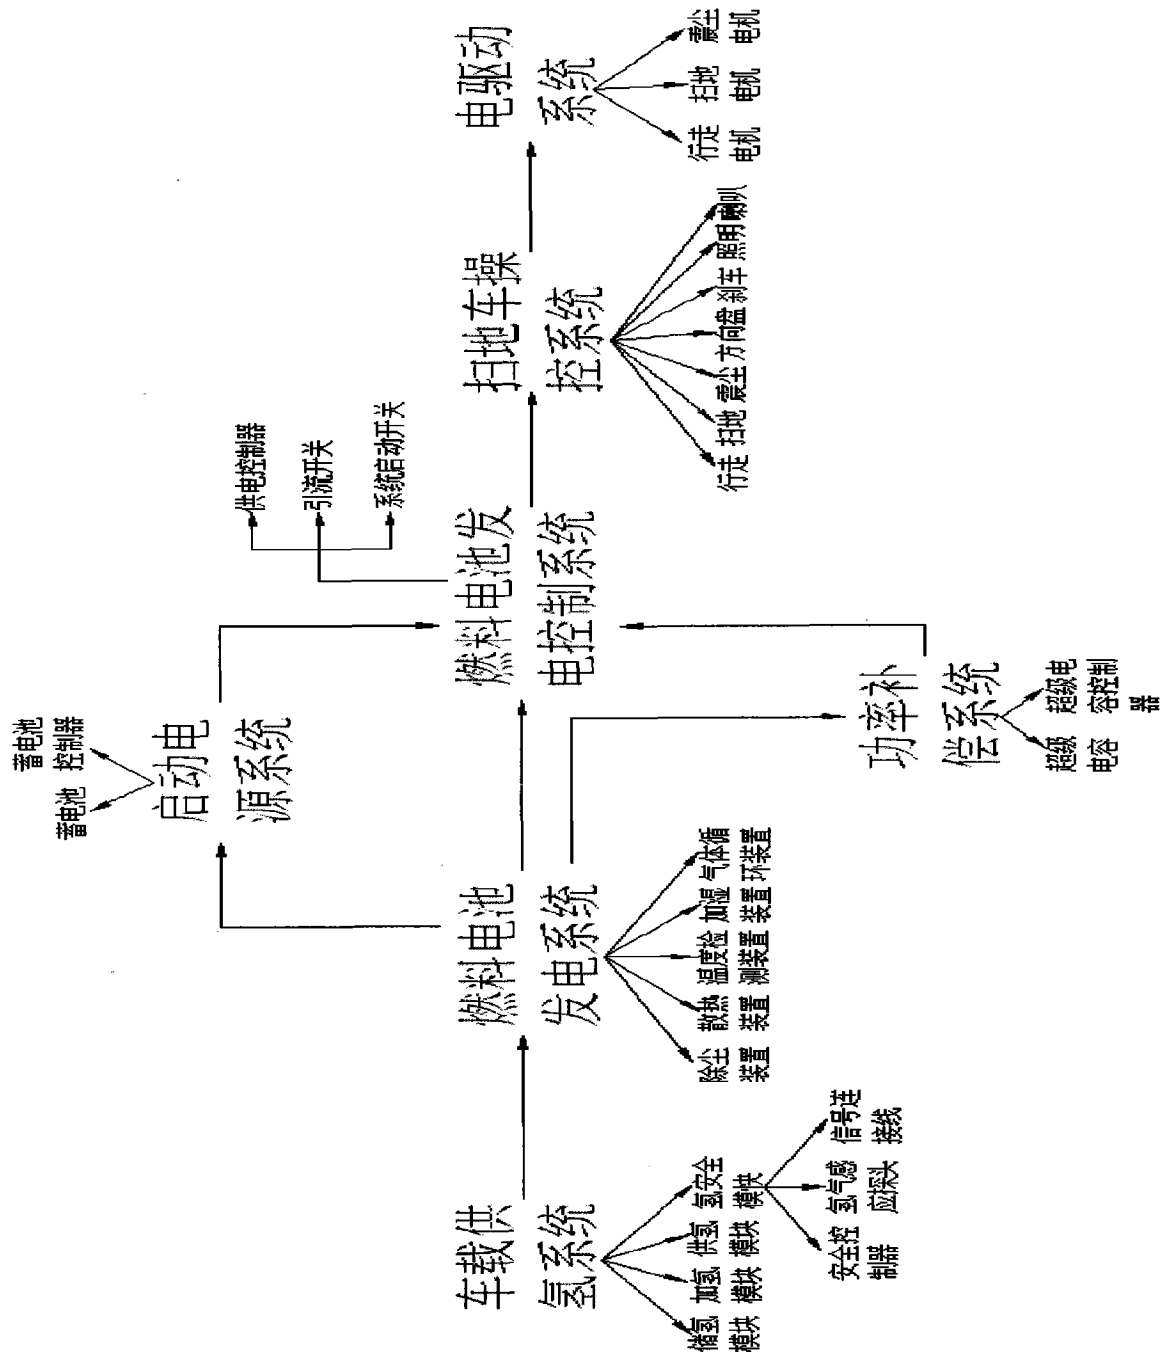 车载供
氢系统
储氢
模块
加氢
模块
供氢
模块
氢安全
模块
安全控
制器
氢气感
应探头
信号连
接线
燃料电池
发电系统
除尘
装置
散热
装置
温度检
测装置
加湿
装置
气体循
环装置
启动电
源系统
蓄电池
蓄电池
控制器
功率补
偿系统
超级
电容
超级电
容控制
器
燃料电池发
电控制系统
供电控制器
引流开关
系统启动开关
扫地车操
控系统
行走
扫地
震尘
方向盘
刹车
照明
喇叭
电驱动
系统
行走
电机
扫地
电机
震尘
电机